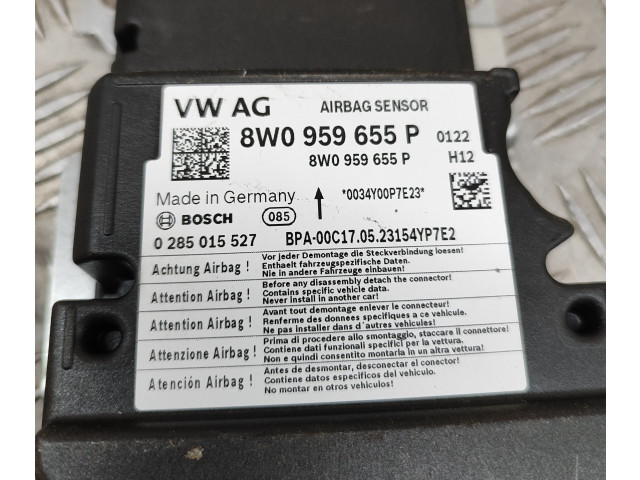 VW AG AIRBAG SENSOR
8W0 959 655 P 0122
8W0 959 655 P H12
Made in Germany *0034Y00P7E23*
BOSCH 085
0 285 015 527 BPA-00C17.05.23154YP7E2
Achtung Airbag !
Vor jeder Demontage die Steckverbindung loesen!
Enthaelt fahrzeugspezifische Daten.
Nie in andere Fahrzeuge einbauen!
Attention Airbag !
Before any disassembly detach the connector!
Contains specific vehicle data.
Never install in another car!
Attention Airbag !
Avant tout demontage enlever le connecteur!
Renferme des donnees specifiques a ce vehicule.
Ne pas installer dans d´autres vehicules!
Attenzione Airbag !
Prima di procedere allo smontaggio, staccare il connettore!
Contiene dati funzionali specifici per la vettura.
Non e quindi consentito montarla in un altra vettura!
Atención Airbag !
Antes de desmontar, desconectar el conector!
Contiene datos especificos del vehiculo.
No montar en otros vehiculos!